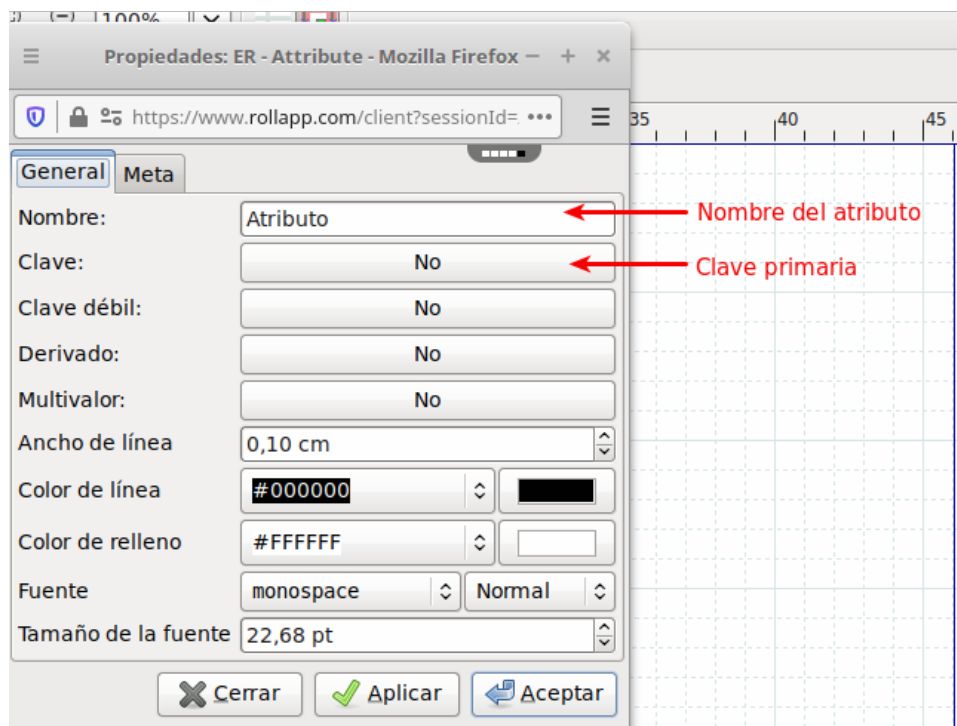 100%
Propiedades: ER - Attribute - Mozilla Firefox
https://www.rollapp.com/client?sessionId=
35 40 45
General Meta
Nombre: Atributo Nombre del atributo
Clave: No Clave primaria
Clave débil: No
Derivado: No
Multivalor: No
Ancho de línea 0,10 cm
Color de línea #000000
Color de relleno #FFFFFF
Fuente monospace Normal
Tamaño de la fuente 22,68 pt
Cerrar Aplicar Aceptar